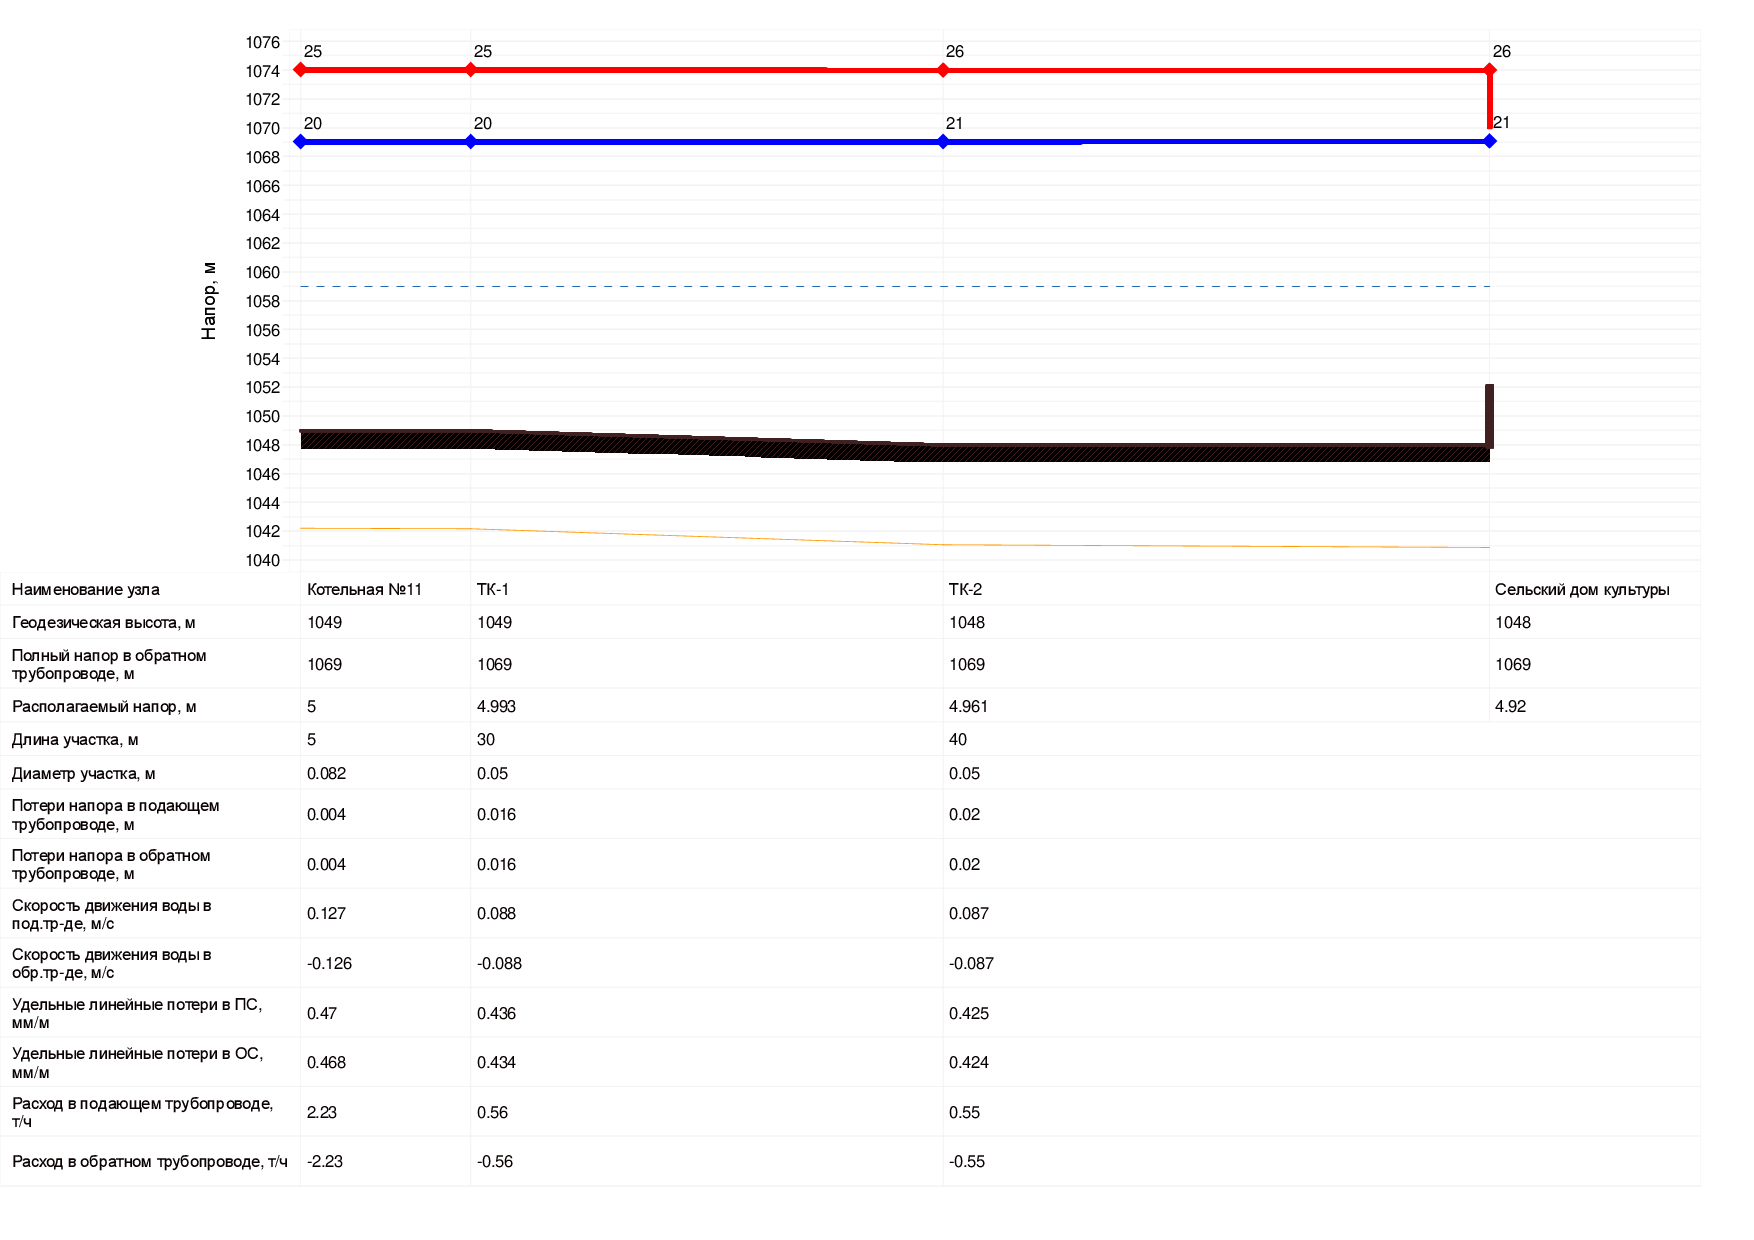 1076
25
25
26
26
1074
1072
20
20
21
21
1070
1068
1066
1064
1062
1060
1058
1056
1054
1052
1050
1048
1046
1044
1042
1040
Напор, м
Наименование узла Котельная №11 ТК-1 ТК-2 Сельский дом культуры
Геодезическая высота, м 1049 1049 1048 1048
Полный напор в обратном
трубопроводе, м 1069 1069 1069 1069
Располагаемый напор, м 5 4.993 4.961 4.92
Длина участка, м 5 30 40
Диаметр участка, м 0.082 0.05 0.05
Потери напора в подающем
трубопроводе, м 0.004 0.016 0.02
Потери напора в обратном
трубопроводе, м 0.004 0.016 0.02
Скорость движения воды в
под.тр-де, м/с 0.127 0.088 0.087
Скорость движения воды в
обр.тр-де, м/с -0.126 -0.088 -0.087
Удельные линейные потери в ПС,
мм/м 0.47 0.436 0.425
Удельные линейные потери в ОС,
мм/м 0.468 0.434 0.424
Расход в подающем трубопроводе,
т/ч 2.23 0.56 0.55
Расход в обратном трубопроводе, т/ч -2.23 -0.56 -0.55